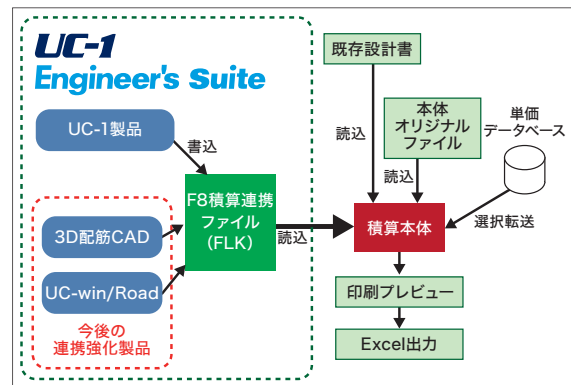 UC-1
Engineer's Suite
UC-1製品
書込
3D配筋CAD
UC-win/Road
今後の
連携強化製品
F8積算連携
ファイル
（FLK）
読込
既存設計書
読込
本体
オリジナル
ファイル
読込
単価
データベース
選択転送
積算本体
印刷プレビュー
Excel出力